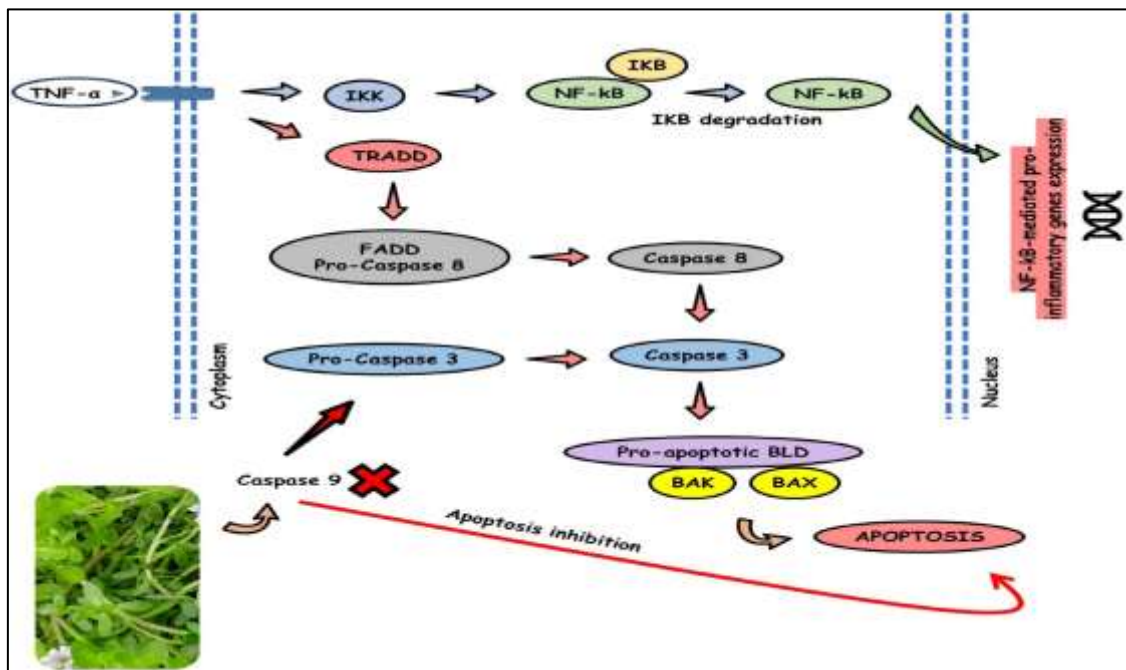 TNF-α
IKK
NF-kB
IKB
IKB degradation
NF-kB
TRADD
FADD
Pro-Caspase 8
Caspase 8
Pro-Caspase 3
Caspase 3
Cytoplasm
Nucleus
NF-kB-mediated pro-
inflammatory genes expression
Pro-apoptotic BLD
BAK
BAX
Caspase 9
Apoptosis inhibition
APOPTOSIS